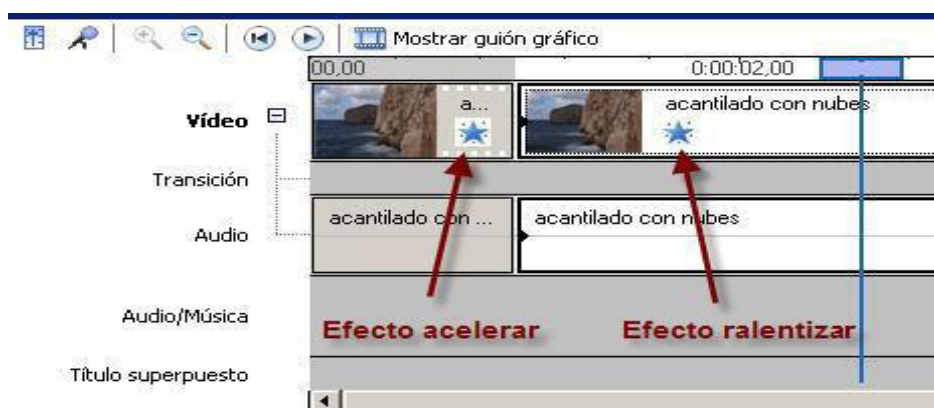 Mostrar guión gráfico
00,00 0:00:02,00
Vídeo
a...
acantilado con nubes
Transición
Audio
acantilado con ...
acantilado con nubes
Audio/Música
Efecto acelerar
Efecto ralentizar
Título superpuesto